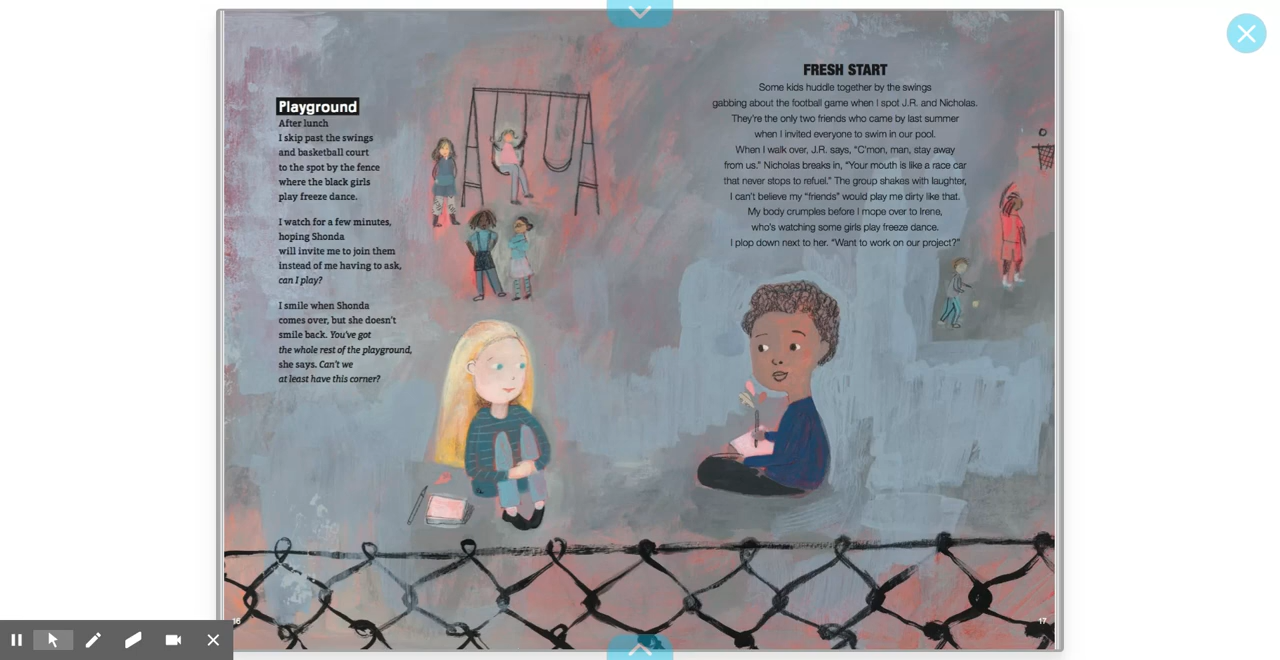 Playground
After lunch
I skip past the swings
and basketball court
to the spot by the fence
where the black girls
play freeze dance.
I watch for a few minutes,
hoping Shonda
will invite me to join them
instead of me having to ask,
can I play?
I smile when Shonda
comes over, but she doesn't
smile back. You've got
the whole rest of the playground,
she says. Can't we
at least have this corner?
16
FRESH START
Some kids huddle together by the swings
gabbing about the football game when I spot J.R. and Nicholas.
They're the only two friends who came by last summer
when I invited everyone to swim in our pool.
When I walk over, J.R. says, "C'mon, man, stay away
from us." Nicholas breaks in, "Your mouth is like a race car
that never stops to refuel." The group shakes with laughter,
I can't believe my "friends" would play me dirty like that.
My body crumples before I mope over to Irene,
who's watching some girls play freeze dance.
I plop down next to her. "Want to work on our project?"
17